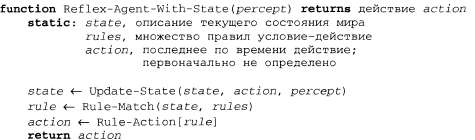 function Reflex-Agent-With-State(percept) returns действие action
static: state, описание текущего состояния мира
rules, множество правил условие-действие
action, последнее по времени действие;
первоначально не определено
state ← Update-State(state, action, percept)
rule ← Rule-Match(state, rules)
action ← Rule-Action[rule]
return action